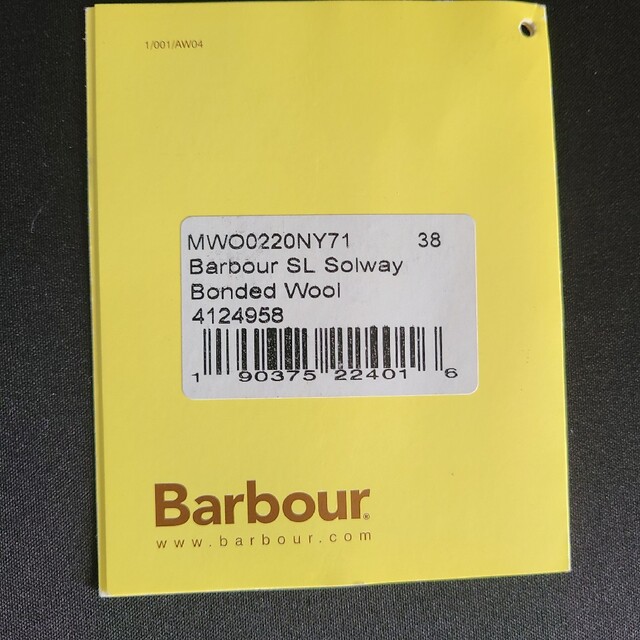 1/001/AW04
MWO0220NY71 38
Barbour SL Solway
Bonded Wool
4124958
1 90375 22401 6
Barbour®
www.barbour.com